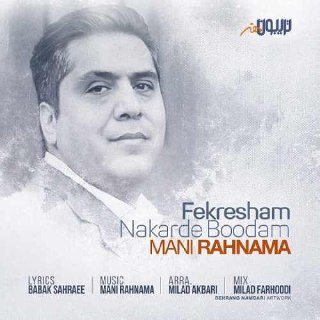 Fekresham
Nakarde Boodam
MANI RAHNAMA
LYRICS
BABAK SAHRAEE
MUSIC
MANI RAHNAMA
ARRA.
MILAD AKBARI
MIX
MILAD FARHOODI
BEHRANG NAMDARI ARTWORK